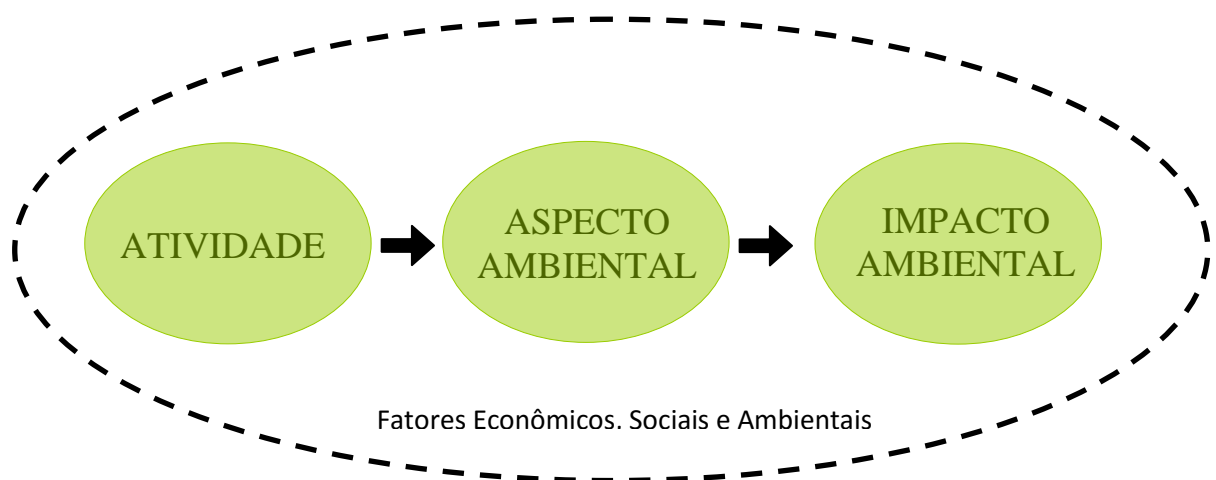 ATIVIDADE
ASPECTO
AMBIENTAL
IMPACTO
AMBIENTAL
Fatores Econômicos. Sociais e Ambientais